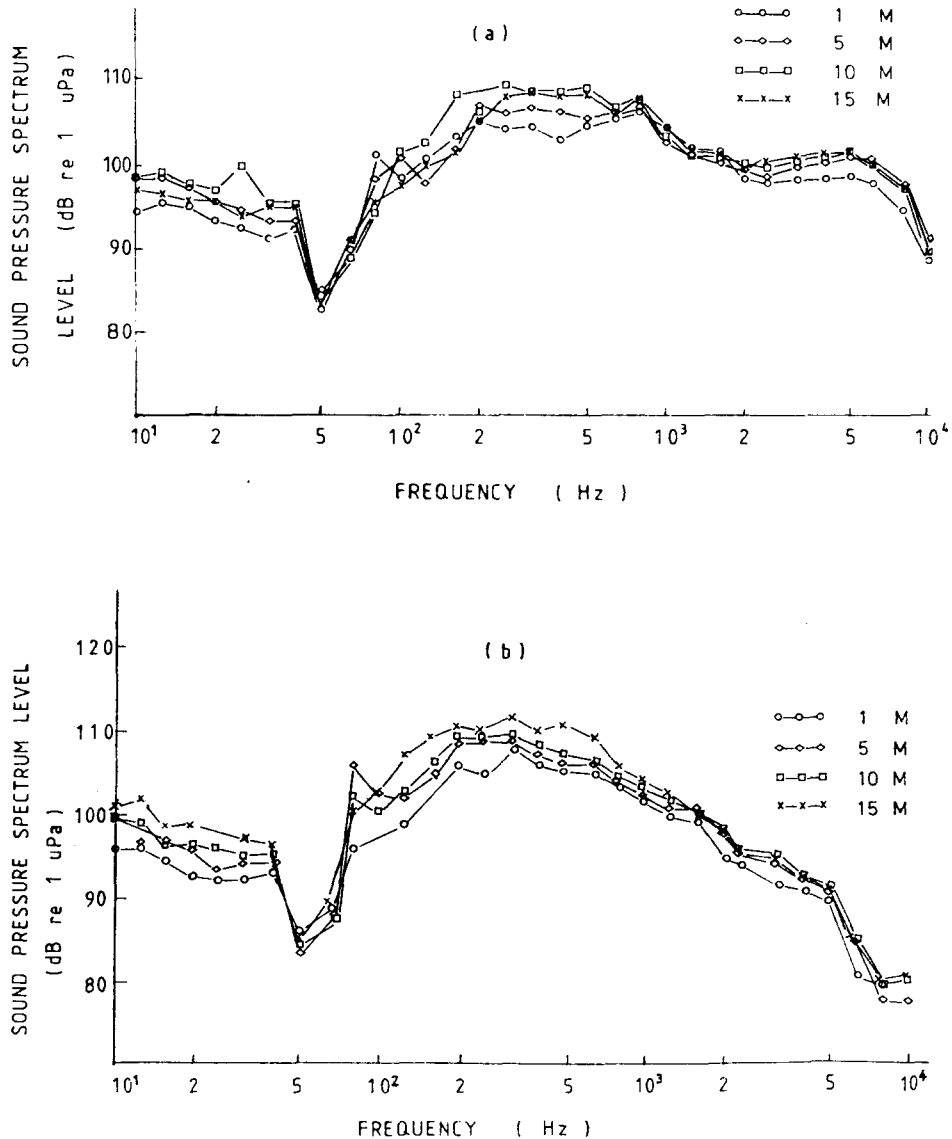 (a)
1 M
5 M
10 M
15 M
SOUND PRESSURE SPECTRUM
LEVEL (dB re 1 uPa)
110
100
90
80
10¹ 2 5 10² 2 5 10³ 2 5 10⁴
FREQUENCY (Hz)
(b)
1 M
5 M
10 M
15 M
SOUND PRESSURE SPECTRUM LEVEL
(dB re 1 uPa)
120
110
100
90
80
10¹ 2 5 10² 2 5 10³ 2 5 10⁴
FREQUENCY (Hz)